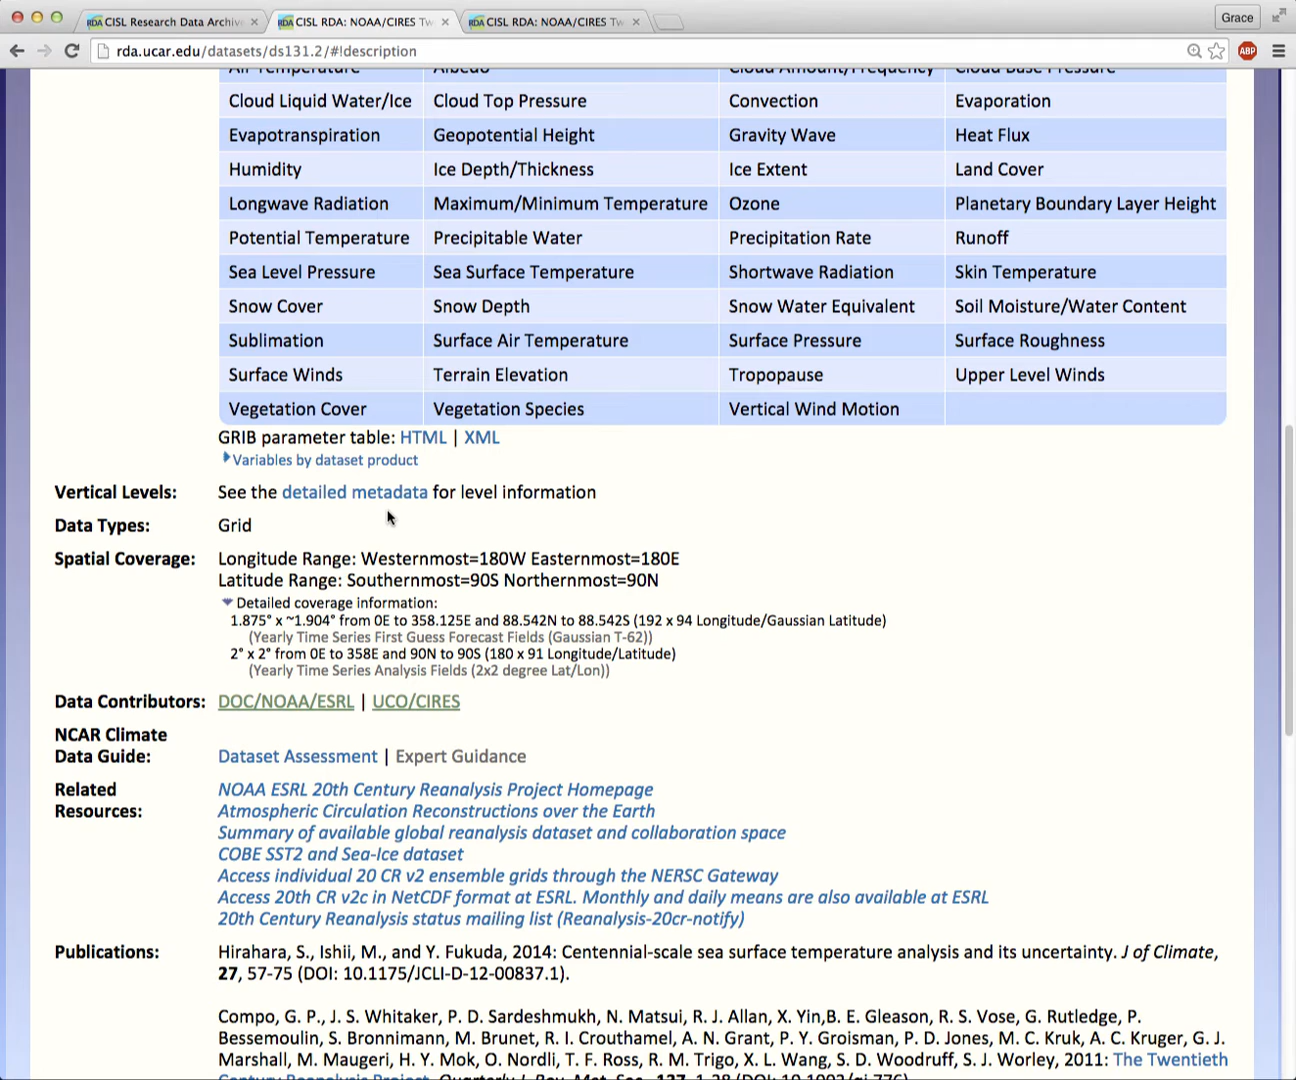 CISL Research Data Archiv
CISL RDA: NOAA/CIRES Tw
CISL RDA: NOAA/CIRES Tw
Grace
rda.ucar.edu/datasets/ds131.2/#!description
ABP
Air Temperature Albedo Cloud Amount/Frequency Cloud Base Pressure
Cloud Liquid Water/Ice Cloud Top Pressure Convection Evaporation
Evapotranspiration Geopotential Height Gravity Wave Heat Flux
Humidity Ice Depth/Thickness Ice Extent Land Cover
Longwave Radiation Maximum/Minimum Temperature Ozone Planetary Boundary Layer Height
Potential Temperature Precipitable Water Precipitation Rate Runoff
Sea Level Pressure Sea Surface Temperature Shortwave Radiation Skin Temperature
Snow Cover Snow Depth Snow Water Equivalent Soil Moisture/Water Content
Sublimation Surface Air Temperature Surface Pressure Surface Roughness
Surface Winds Terrain Elevation Tropopause Upper Level Winds
Vegetation Cover Vegetation Species Vertical Wind Motion
GRIB parameter table: HTML | XML
Variables by dataset product
Vertical Levels: See the detailed metadata for level information
Data Types: Grid
Spatial Coverage: Longitude Range: Westernmost=180W Easternmost=180E
Latitude Range: Southernmost=90S Northernmost=90N
Detailed coverage information:
1.875° x ~1.904° from 0E to 358.125E and 88.542N to 88.542S (192 x 94 Longitude/Gaussian Latitude)
(Yearly Time Series First Guess Forecast Fields (Gaussian T-62))
2° x 2° from 0E to 358E and 90N to 90S (180 x 91 Longitude/Latitude)
(Yearly Time Series Analysis Fields (2x2 degree Lat/Lon))
Data Contributors: DOC/NOAA/ESRL | UCO/CIRES
NCAR Climate
Data Guide: Dataset Assessment | Expert Guidance
Related NOAA ESRL 20th Century Reanalysis Project Homepage
Resources: Atmospheric Circulation Reconstructions over the Earth
Summary of available global reanalysis dataset and collaboration space
COBE SST2 and Sea-Ice dataset
Access individual 20 CR v2 ensemble grids through the NERSC Gateway
Access 20th CR v2c in NetCDF format at ESRL. Monthly and daily means are also available at ESRL
20th Century Reanalysis status mailing list (Reanalysis-20cr-notify)
Publications: Hirahara, S., Ishii, M., and Y. Fukuda, 2014: Centennial-scale sea surface temperature analysis and its uncertainty. J of Climate,
27, 57-75 (DOI: 10.1175/JCLI-D-12-00837.1).
Compo, G. P., J. S. Whitaker, P. D. Sardeshmukh, N. Matsui, R. J. Allan, X. Yin,B. E. Gleason, R. S. Vose, G. Rutledge, P.
Bessemoulin, S. Bronnimann, M. Brunet, R. I. Crouthamel, A. N. Grant, P. Y. Groisman, P. D. Jones, M. C. Kruk, A. C. Kruger, G. J.
Marshall, M. Maugeri, H. Y. Mok, O. Nordli, T. F. Ross, R. M. Trigo, X. L. Wang, S. D. Woodruff, S. J. Worley, 2011: The Twentieth